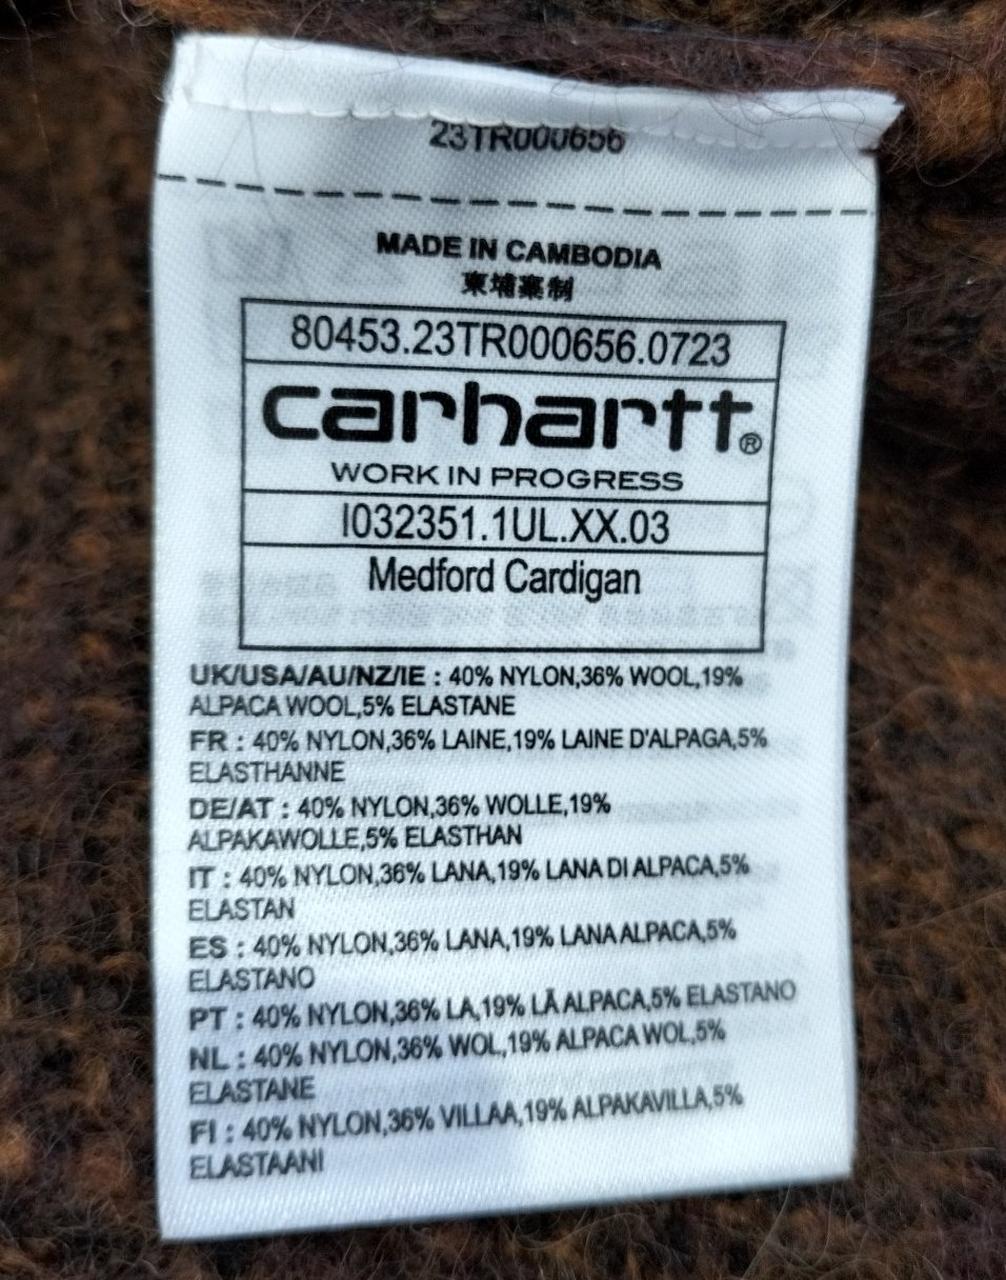 23TR000656
MADE IN CAMBODIA
柬埔寨制
80453.23TR000656.0723
carhartt®
WORK IN PROGRESS
I032351.1UL.XX.03
Medford Cardigan
UK/USA/AU/NZ/IE : 40% NYLON,36% WOOL,19%
ALPACA WOOL,5% ELASTANE
FR : 40% NYLON,36% LAINE,19% LAINE D'ALPAGA,5%
ELASTHANNE
DE/AT : 40% NYLON,36% WOLLE,19%
ALPAKAWOLLE,5% ELASTHAN
IT : 40% NYLON,36% LANA,19% LANA DI ALPACA,5%
ELASTAN
ES : 40% NYLON,36% LANA,19% LANA ALPACA,5%
ELASTANO
PT : 40% NYLON,36% LA,19% LÃ ALPACA,5% ELASTANO
NL : 40% NYLON,36% WOL,19% ALPACA WOL,5%
ELASTANE
FI : 40% NYLON,36% VILLAA,19% ALPAKAVILLA,5%
ELASTAANI